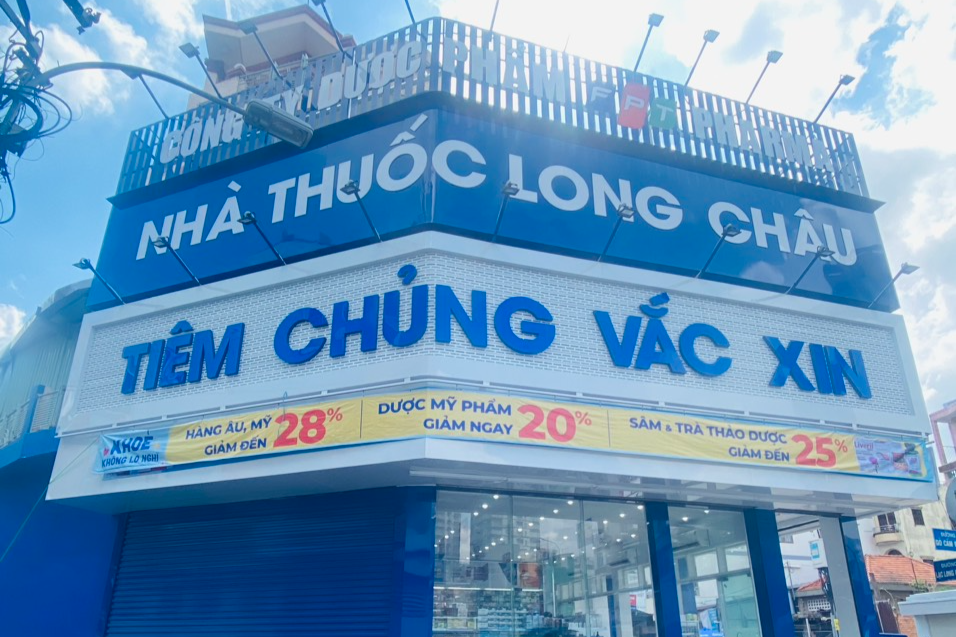 CÔNG TY DƯỢC PHẨM FPT PHARMACY
NHÀ THUỐC LONG CHÂU
TIÊM CHỦNG VẮC XIN
KHỎE
KHÔNG LO NGHĨ
HÀNG ÂU, MỸ
GIẢM ĐẾN 28%
DƯỢC MỸ PHẨM
GIẢM NGAY 20%
SÂM & TRÀ THẢO DƯỢC
GIẢM ĐẾN 25%